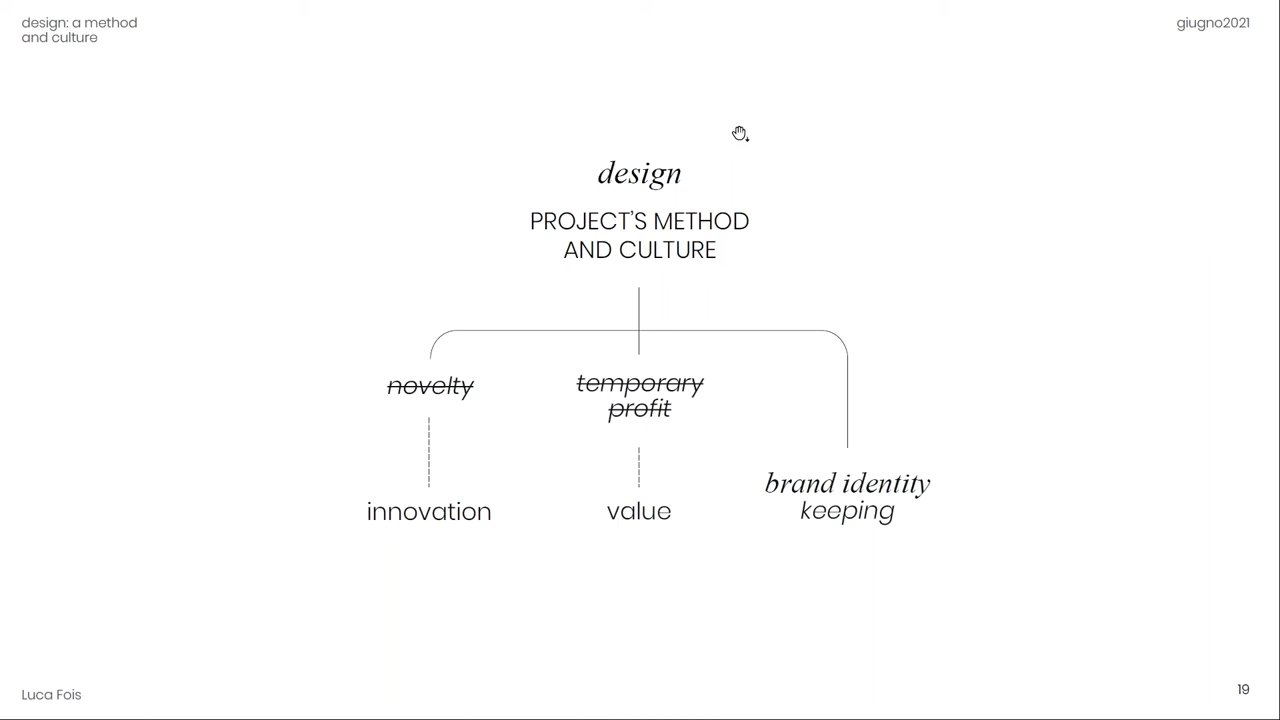 design: a method
and culture
giugno2021
design
PROJECT'S METHOD
AND CULTURE
novelty
temporary
profit
innovation
value
brand identity
keeping
Luca Fois
19